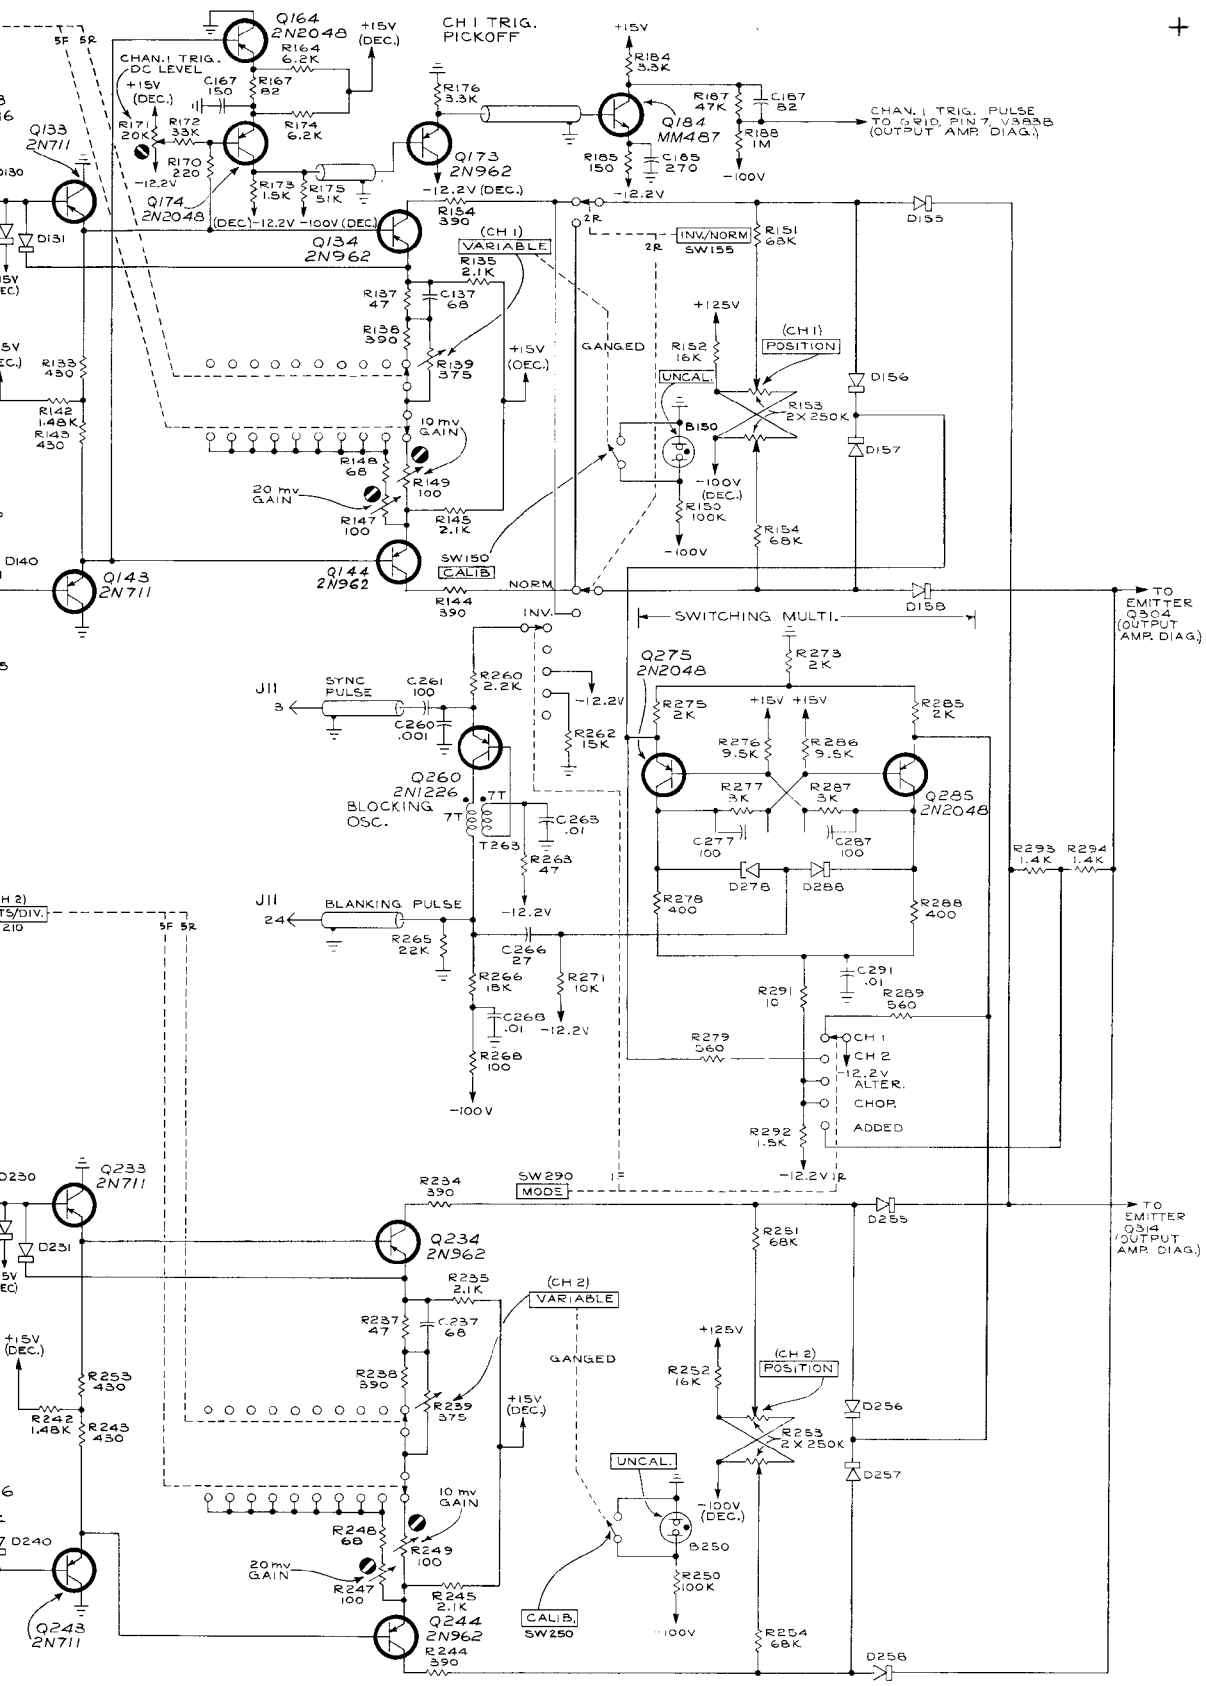 Q164
2N2048
+15V
(DEC.)
CH 1 TRIG.
PICKOFF
+15V
5F 5R
R164
6.2K
R184
3.3K
CHAN.1 TRIG.
DC LEVEL
C167
150
R167
82
+15V
(DEC.)
R176
3.3K
R187
47K
C187
82
Q133
2N711
R171
20K
R172
33K
R174
6.2K
Q184
MM487
R188
1M
CHAN. 1 TRIG. PULSE
TO GRID, PIN 7, V383B
(OUTPUT AMP. DIAG.)
D130
R170
220
-12.2V
Q174
2N2048
R173
1.5K
R175
51K
Q173
2N962
R185
150
C185
270
-100V
-12.2V
-12.2V (DEC.)
(DEC.) -12.2V -100V (DEC.)
R154
390
D131
Q134
2N962
(CH 1)
VARIABLE
2R
2R
INV./NORM
SW155
R151
68K
D155
R135
2.1K
R137
47
C137
68
R138
390
R139
375
+15V
(DEC.)
GANGED
+125V
R152
16K
(CH 1)
POSITION
UNCAL.
D156
R133
430
R142
1.48K
R143
430
R153
2 X 250K
B150
10 mv
GAIN
D157
R148
68
R149
100
20 mv
GAIN
R147
100
R145
2.1K
-100V
(DEC.)
R150
100K
R154
68K
-100V
D140
Q143
2N711
Q144
2N962
SW150
CALIB.
NORM.
R144
390
INV.
D158
TO
EMITTER
Q304
(OUTPUT
AMP. DIAG.)
SWITCHING MULTI.
Q275
2N2048
R273
2K
J11
3
SYNC
PULSE
C261
100
R260
2.2K
-12.2V
C260
.001
R262
15K
R275
2K
+15V +15V
R285
2K
R276
9.5K
R286
9.5K
Q260
2N1226
BLOCKING
OSC.
7T
7T
T263
C263
.01
R263
47
-12.2V
R277
3K
R287
3K
Q285
2N2048
C277
100
C287
100
R293
1.4K
R294
1.4K
D278
D288
R278
400
R288
400
(CH 2)
210
5F 5R
J11
24
BLANKING PULSE
R265
22K
C266
27
R266
18K
R271
10K
C268
.01
-12.2V
R268
100
-100V
R291
10
C291
.01
R289
560
R279
560
CH 1
CH 2
-12.2V
ALTER.
CHOP.
ADDED
R292
1.5K
-12.2V
1R
D230
Q233
2N711
R234
390
SW290
MODE
1F
D255
TO
EMITTER
Q314
(OUTPUT
AMP. DIAG.)
D231
Q234
2N962
R251
68K
R235
2.1K
(CH 2)
VARIABLE
R237
47
C237
68
+15V
(DEC.)
R238
390
R239
375
+15V
(DEC.)
GANGED
+125V
R252
16K
(CH 2)
POSITION
R253
430
R242
1.48K
R243
430
D256
R253
2 X 250K
UNCAL.
D257
10 mv
GAIN
R248
68
R249
100
20mv
GAIN
R247
100
R245
2.1K
-100V
(DEC.)
B250
R250
100K
-100V
D240
Q243
2N711
Q244
2N962
R244
390
CALIB.
SW250
R254
68K
D258